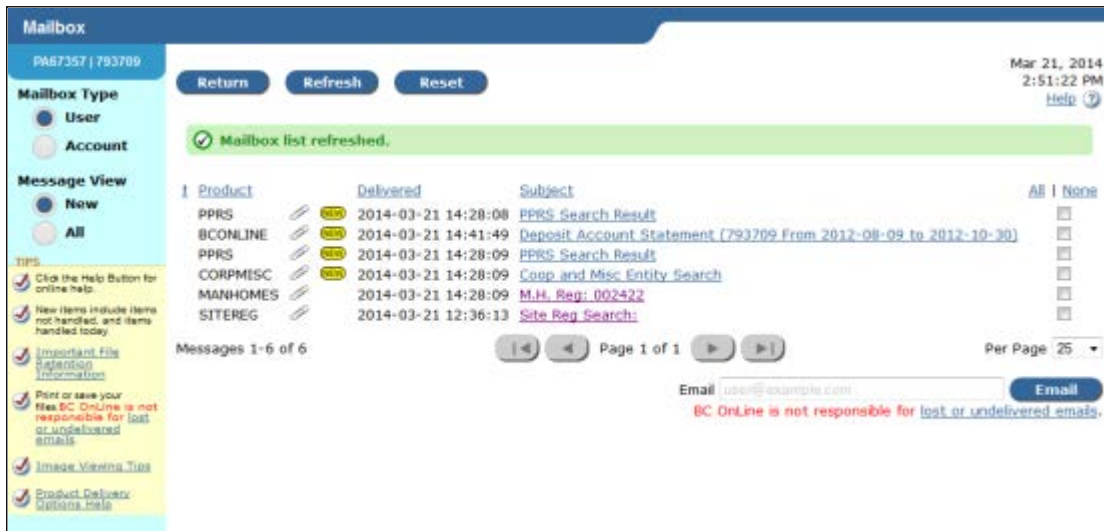 Mailbox
PA67357 | 793709
Mailbox Type
User
Account
Message View
New
All
TIPS
Click the Help Button for
online help.
New items include items
not handled, and items
handled today.
Important File
Retention
Information
Print or save your
files. BC OnLine is not
responsible for lost
or undelivered
emails
Image Viewing Tips
Product Delivery
Options Help
Return Refresh Reset
Mar 21, 2014
2:51:22 PM
Help ?
Mailbox list refreshed.
! Product Delivered Subject All | None
PPRS NEW 2014-03-21 14:28:08 PPRS Search Result
BCONLINE NEW 2014-03-21 14:41:49 Deposit Account Statement (793709 From 2012-08-09 to 2012-10-30)
PPRS NEW 2014-03-21 14:28:09 PPRS Search Result
CORPMISC NEW 2014-03-21 14:28:09 Coop and Misc Entity Search
MANHOMES 2014-03-21 14:28:09 M.H. Reg: 002422
SITEREG 2014-03-21 12:36:13 Site Reg Search:
Messages 1-6 of 6 Page 1 of 1 Per Page 25
Email user@example.com Email
BC OnLine is not responsible for lost or undelivered emails.